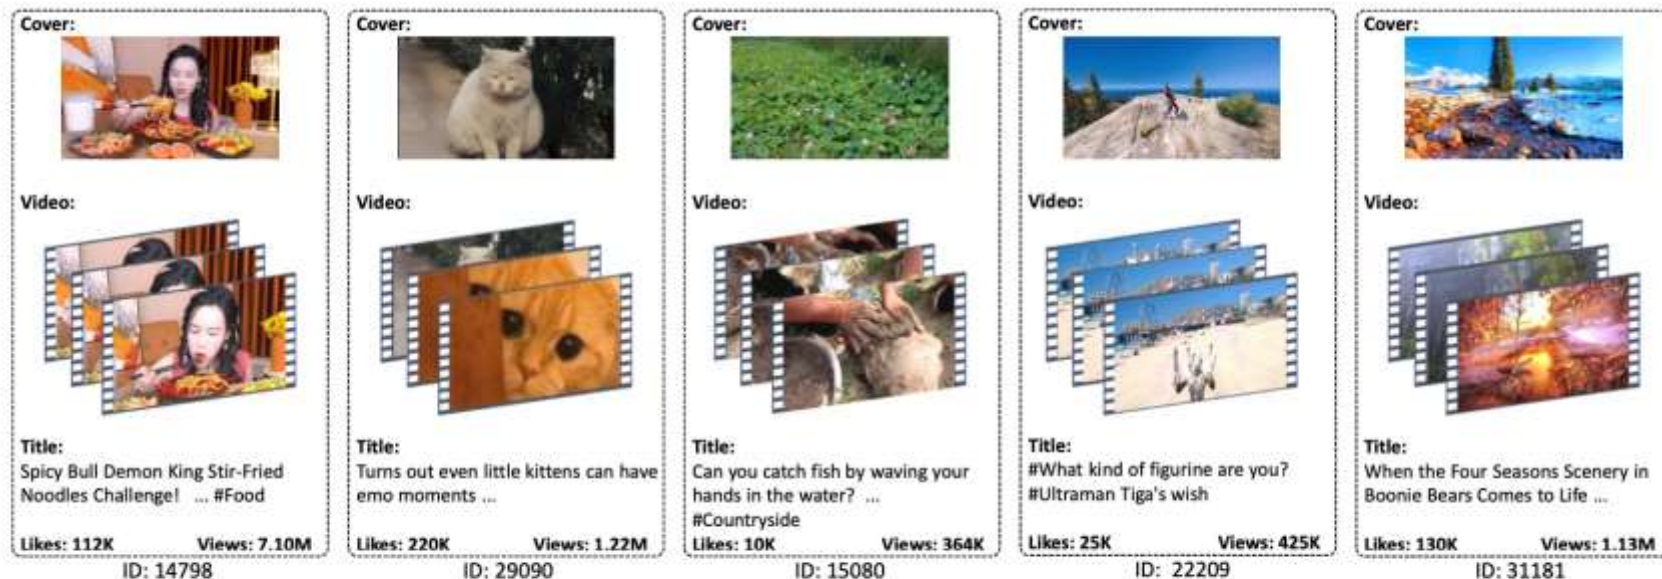 Cover:
Video:
Title:
Spicy Bull Demon King Stir-Fried
Noodles Challenge!   ... #Food
Likes: 112K Views: 7.10M
ID: 14798
Cover:
Video:
Title:
Turns out even little kittens can have
emo moments ...
Likes: 220K Views: 1.22M
ID: 29090
Cover:
Video:
Title:
Can you catch fish by waving your
hands in the water?  ...
#Countryside
Likes: 10K Views: 364K
ID: 15080
Cover:
Video:
Title:
#What kind of figurine are you?
#Ultraman Tiga's wish
Likes: 25K Views: 425K
ID:  22209
Cover:
Video:
Title:
When the Four Seasons Scenery in
Boonie Bears Comes to Life ...
Likes: 130K Views: 1.13M
ID: 31181